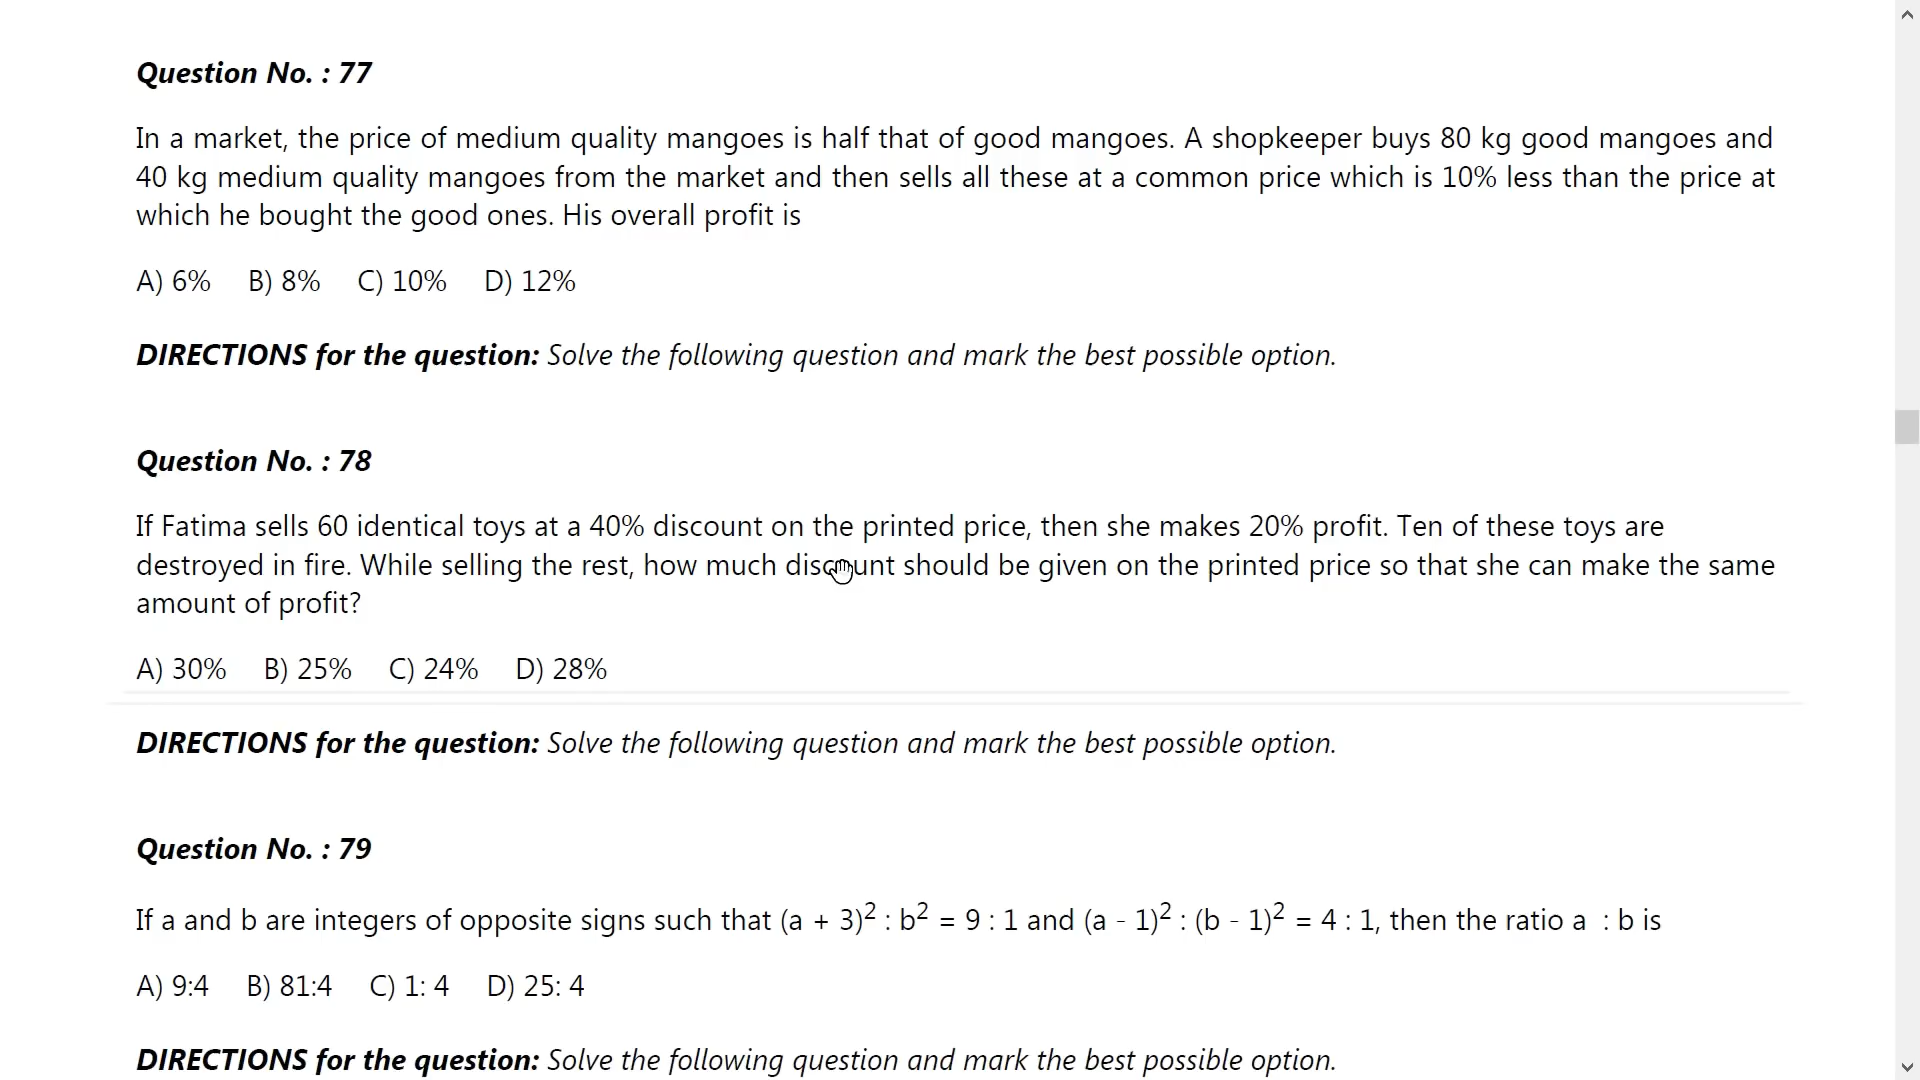 Question No. : 77
In a market, the price of medium quality mangoes is half that of good mangoes. A shopkeeper buys 80 kg good mangoes and
40 kg medium quality mangoes from the market and then sells all these at a common price which is 10% less than the price at
which he bought the good ones. His overall profit is
A) 6% B) 8% C) 10% D) 12%
DIRECTIONS for the question: Solve the following question and mark the best possible option.
Question No. : 78
If Fatima sells 60 identical toys at a 40% discount on the printed price, then she makes 20% profit. Ten of these toys are
destroyed in fire. While selling the rest, how much discount should be given on the printed price so that she can make the same
amount of profit?
A) 30% B) 25% C) 24% D) 28%
DIRECTIONS for the question: Solve the following question and mark the best possible option.
Question No. : 79
If a and b are integers of opposite signs such that (a + 3)² : b² = 9 : 1 and (a - 1)² : (b - 1)² = 4 : 1, then the ratio a : b is
A) 9:4 B) 81:4 C) 1: 4 D) 25: 4
DIRECTIONS for the question: Solve the following question and mark the best possible option.